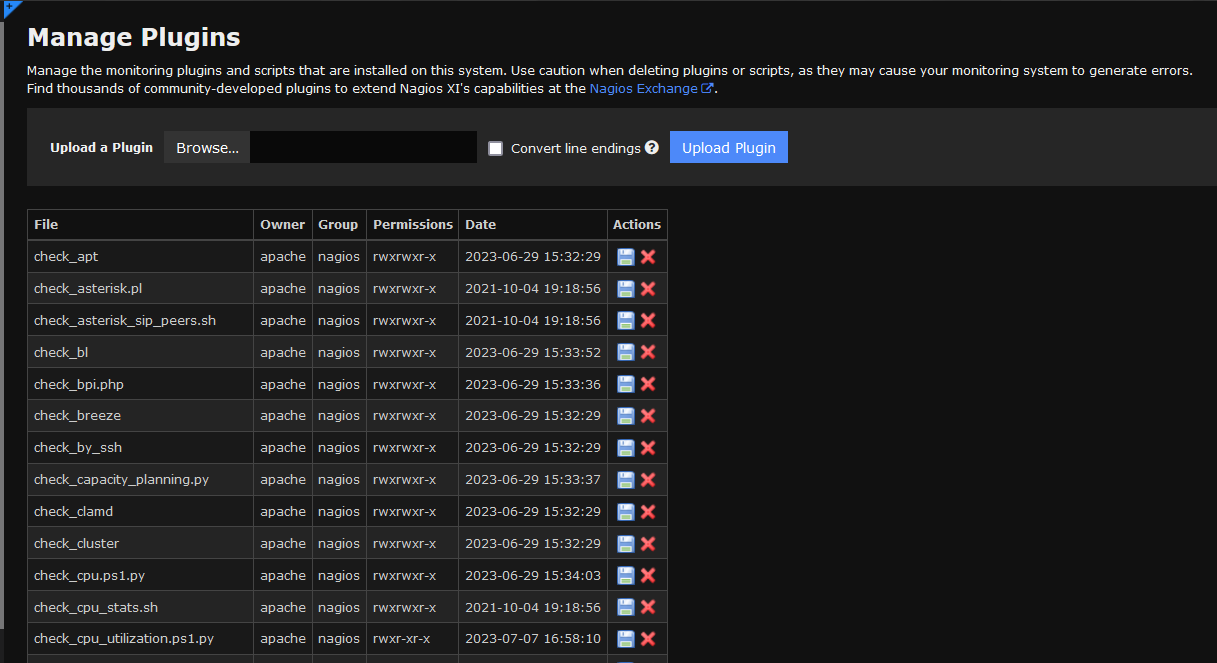 Manage Plugins
Manage the monitoring plugins and scripts that are installed on this system. Use caution when deleting plugins or scripts, as they may cause your monitoring system to generate errors.
Find thousands of community-developed plugins to extend Nagios XI's capabilities at the Nagios Exchange.
Upload a Plugin Browse... Convert line endings ? Upload Plugin
File Owner Group Permissions Date Actions
check_apt apache nagios rwxrwxr-x 2023-06-29 15:32:29
check_asterisk.pl apache nagios rwxrwxr-x 2021-10-04 19:18:56
check_asterisk_sip_peers.sh apache nagios rwxrwxr-x 2021-10-04 19:18:56
check_bl apache nagios rwxrwxr-x 2023-06-29 15:33:52
check_bpi.php apache nagios rwxrwxr-x 2023-06-29 15:33:36
check_breeze apache nagios rwxrwxr-x 2023-06-29 15:32:29
check_by_ssh apache nagios rwxrwxr-x 2023-06-29 15:32:29
check_capacity_planning.py apache nagios rwxrwxr-x 2023-06-29 15:33:37
check_clamd apache nagios rwxrwxr-x 2023-06-29 15:32:29
check_cluster apache nagios rwxrwxr-x 2023-06-29 15:32:29
check_cpu.ps1.py apache nagios rwxrwxr-x 2023-06-29 15:34:03
check_cpu_stats.sh apache nagios rwxrwxr-x 2021-10-04 19:18:56
check_cpu_utilization.ps1.py apache nagios rwxr-xr-x 2023-07-07 16:58:10